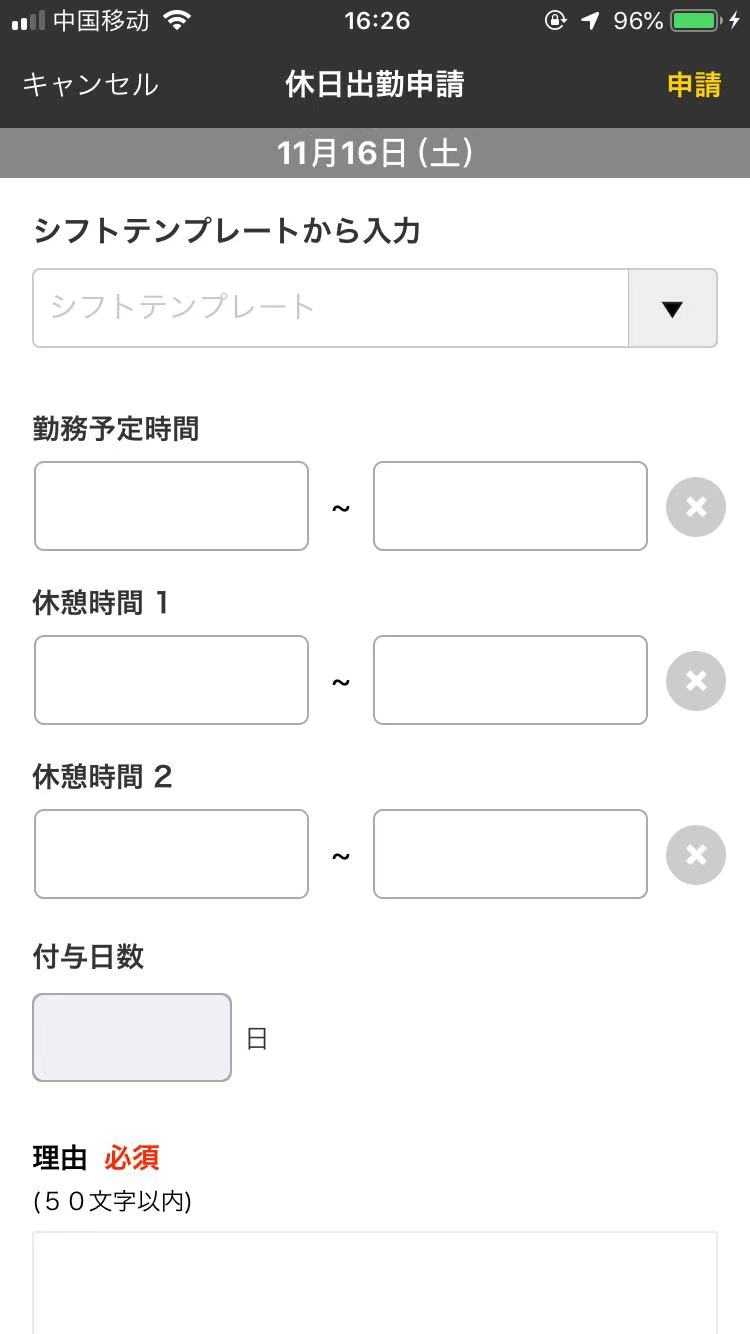 中国移动 16:26 96%
キャンセル 休日出勤申請 申請
11月16日 (土)
シフトテンプレートから入力
シフトテンプレート
勤務予定時間
~
休憩時間 1
~
休憩時間 2
~
付与日数
日
理由 必須
(５０文字以内)